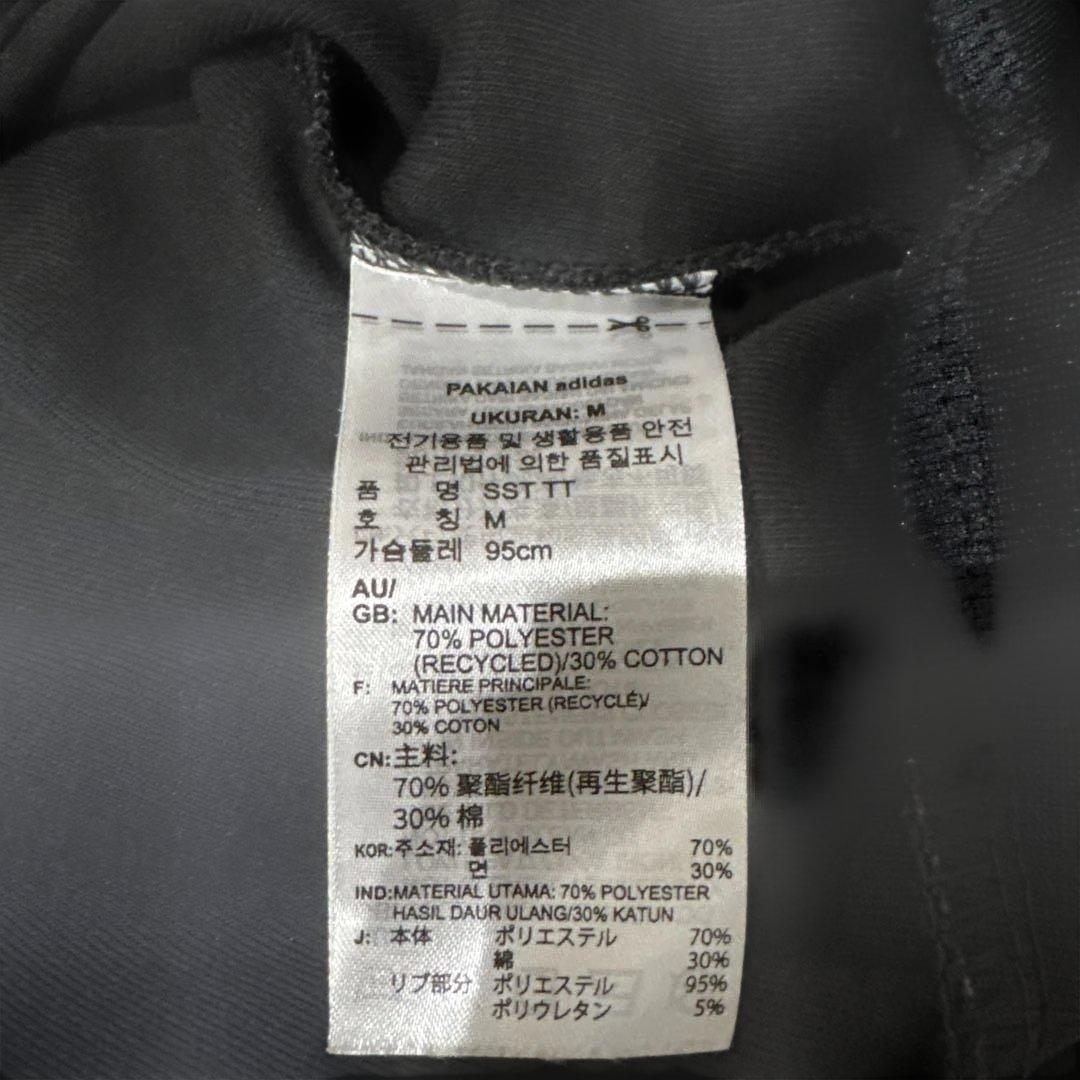 PAKAIAN adidas
UKURAN: M
전기용품 및 생활용품 안전
관리법에 의한 품질표시
품 명 SST TT
호 칭 M
가슴둘레 95cm
AU/
GB: MAIN MATERIAL:
70% POLYESTER
(RECYCLED)/30% COTTON
F: MATIERE PRINCIPALE:
70% POLYESTER (RECYCLÉ)/
30% COTON
CN:主料:
70% 聚酯纤维(再生聚酯)/
30% 棉
KOR:주소재: 폴리에스터 70%
면 30%
IND:MATERIAL UTAMA: 70% POLYESTER
HASIL DAUR ULANG/30% KATUN
J: 本体 ポリエステル 70%
綿 30%
リブ部分 ポリエステル 95%
ポリウレタン 5%